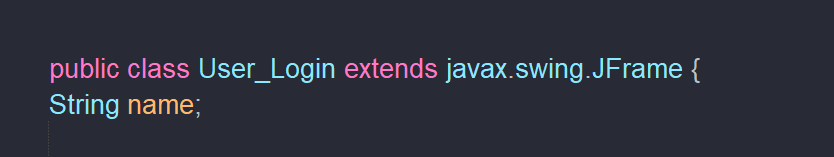 public class User_Login extends javax.swing.JFrame {
String name;